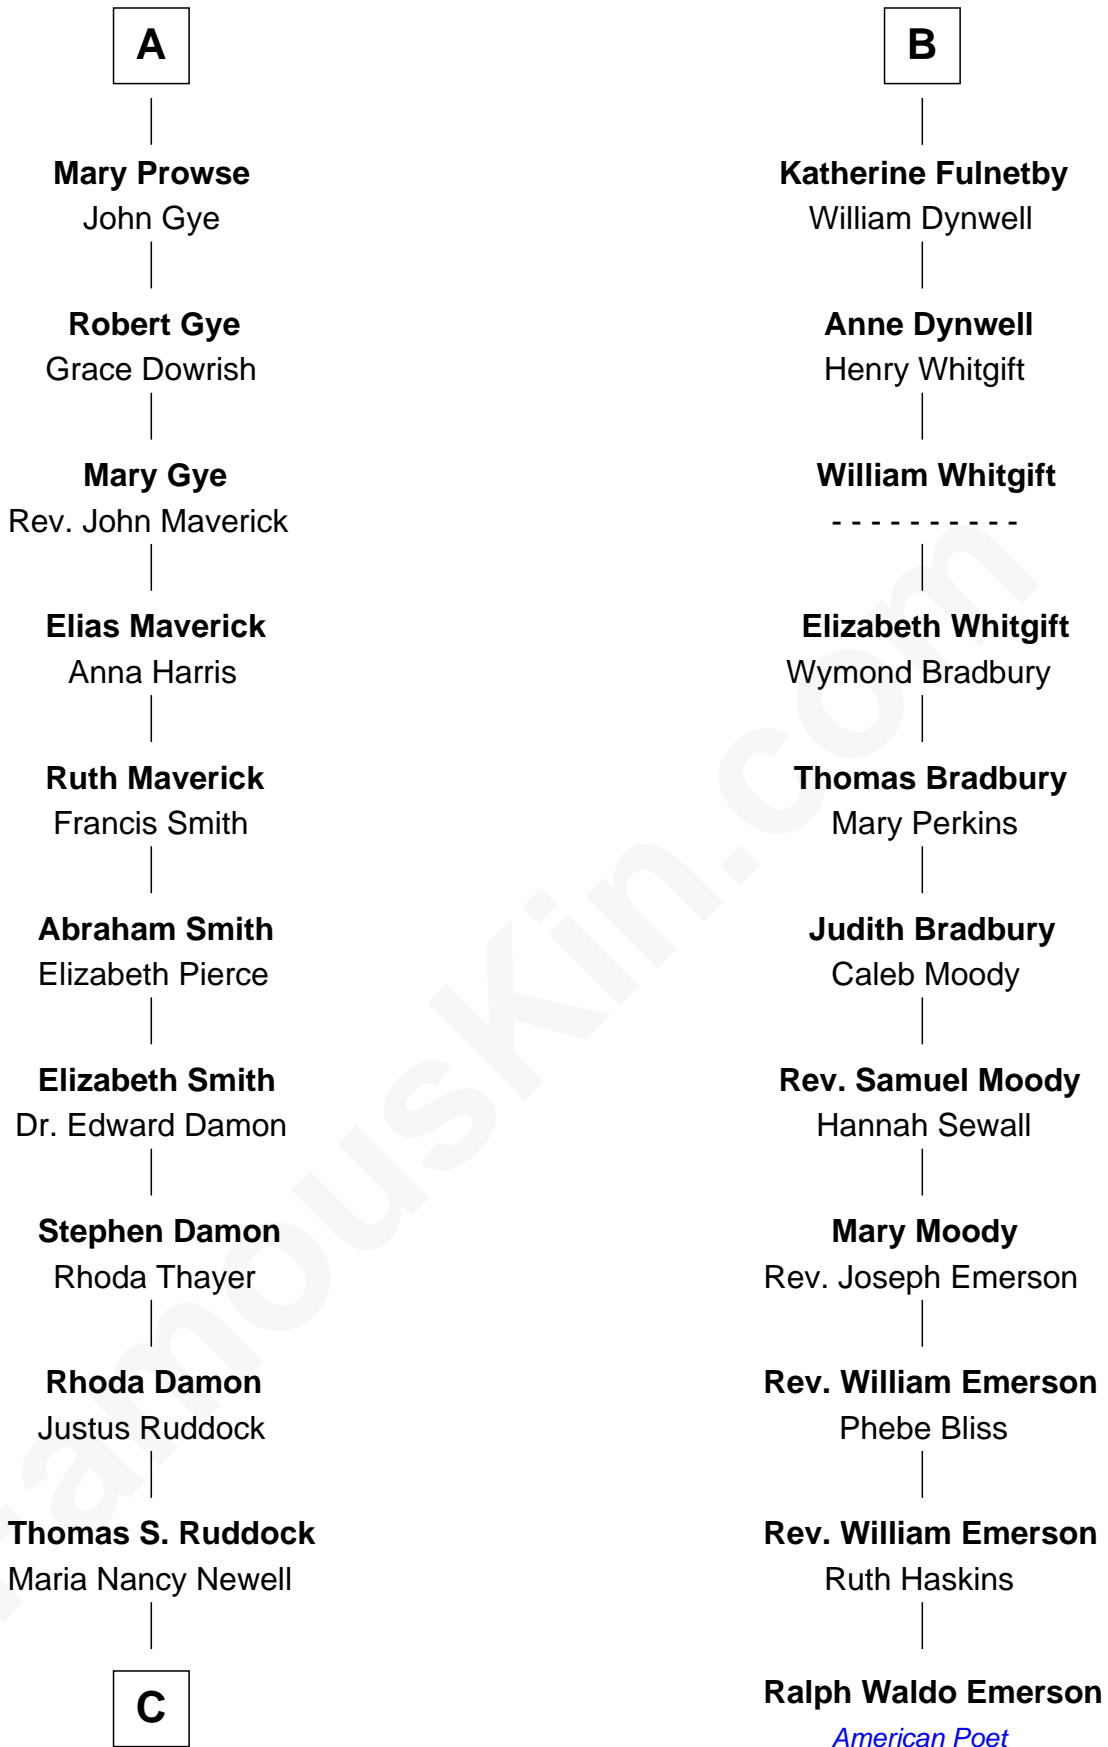 A
Mary Prowse
John Gye
Robert Gye
Grace Dowrish
Mary Gye
Rev. John Maverick
Elias Maverick
Anna Harris
Ruth Maverick
Francis Smith
Abraham Smith
Elizabeth Pierce
Elizabeth Smith
Dr. Edward Damon
Stephen Damon
Rhoda Thayer
Rhoda Damon
Justus Ruddock
Thomas S. Ruddock
Maria Nancy Newell
C
B
Katherine Fulnetby
William Dynwell
Anne Dynwell
Henry Whitgift
William Whitgift
- - - - - - - - - -
Elizabeth Whitgift
Wymond Bradbury
Thomas Bradbury
Mary Perkins
Judith Bradbury
Caleb Moody
Rev. Samuel Moody
Hannah Sewall
Mary Moody
Rev. Joseph Emerson
Rev. William Emerson
Phebe Bliss
Rev. William Emerson
Ruth Haskins
Ralph Waldo Emerson
American Poet
FamousKin.com